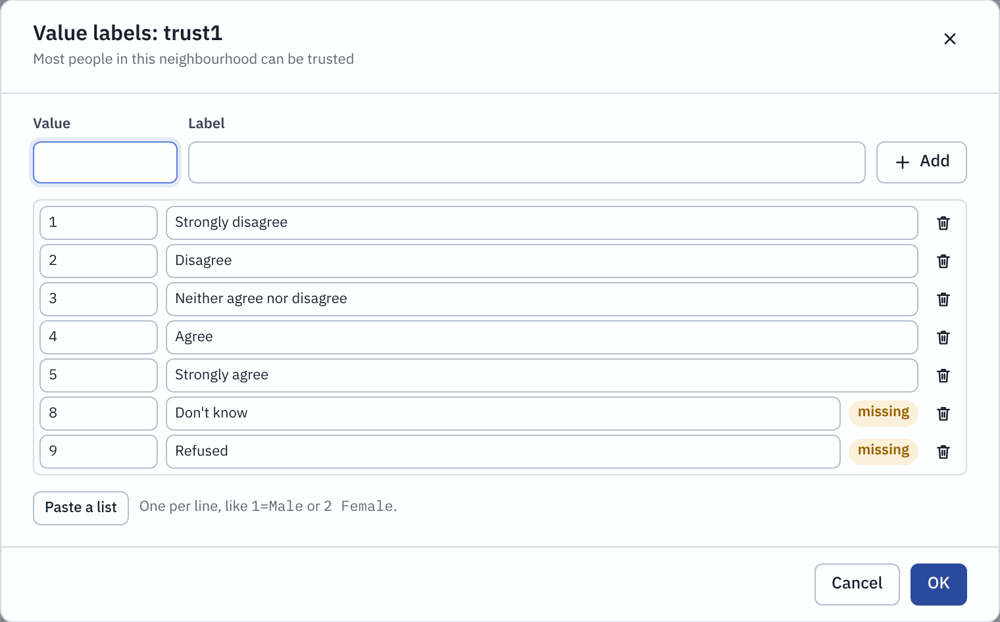 Value labels: trust1
Most people in this neighbourhood can be trusted
Value Label
Add
1 Strongly disagree
2 Disagree
3 Neither agree nor disagree
4 Agree
5 Strongly agree
8 Don't know missing
9 Refused missing
Paste a list One per line, like 1=Male or 2 Female.
Cancel OK